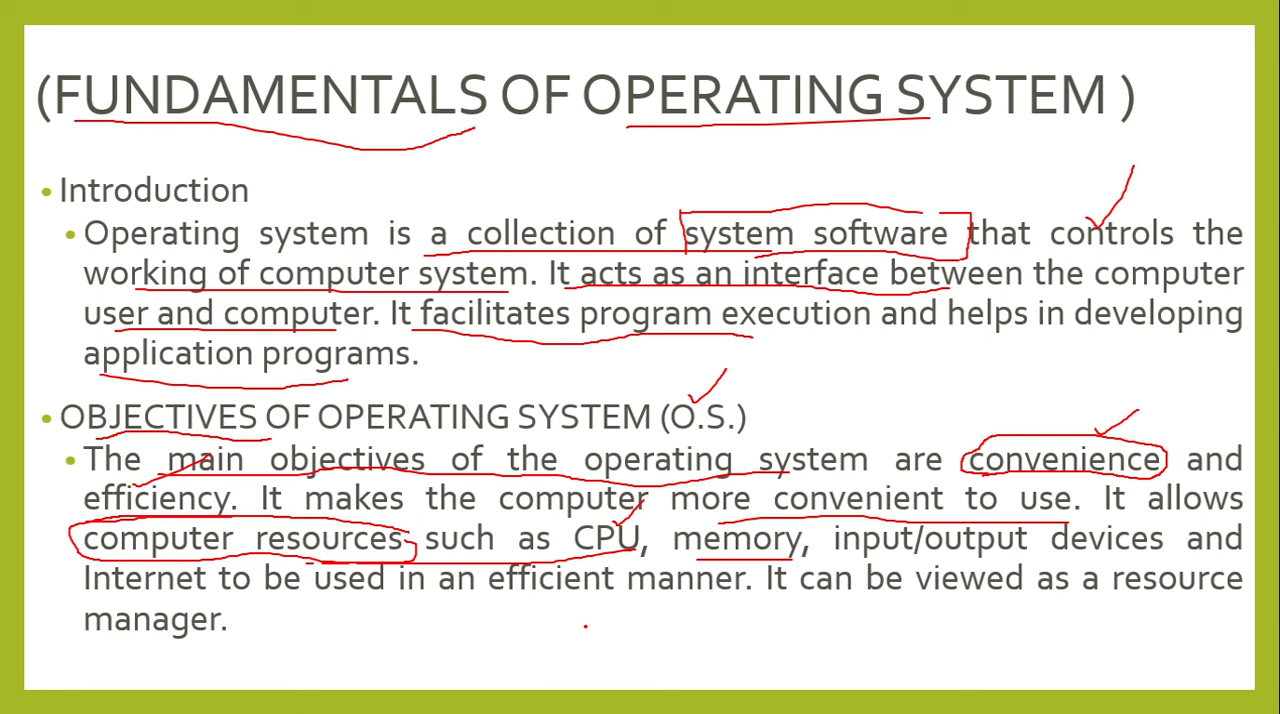 (FUNDAMENTALS OF OPERATING SYSTEM )
• Introduction
• Operating system is a collection of system software that controls the
working of computer system. It acts as an interface between the computer
user and computer. It facilitates program execution and helps in developing
application programs.
• OBJECTIVES OF OPERATING SYSTEM (O.S.)
• The main objectives of the operating system are convenience and
efficiency. It makes the computer more convenient to use. It allows
computer resources such as CPU, memory, input/output devices and
Internet to be used in an efficient manner. It can be viewed as a resource
manager.